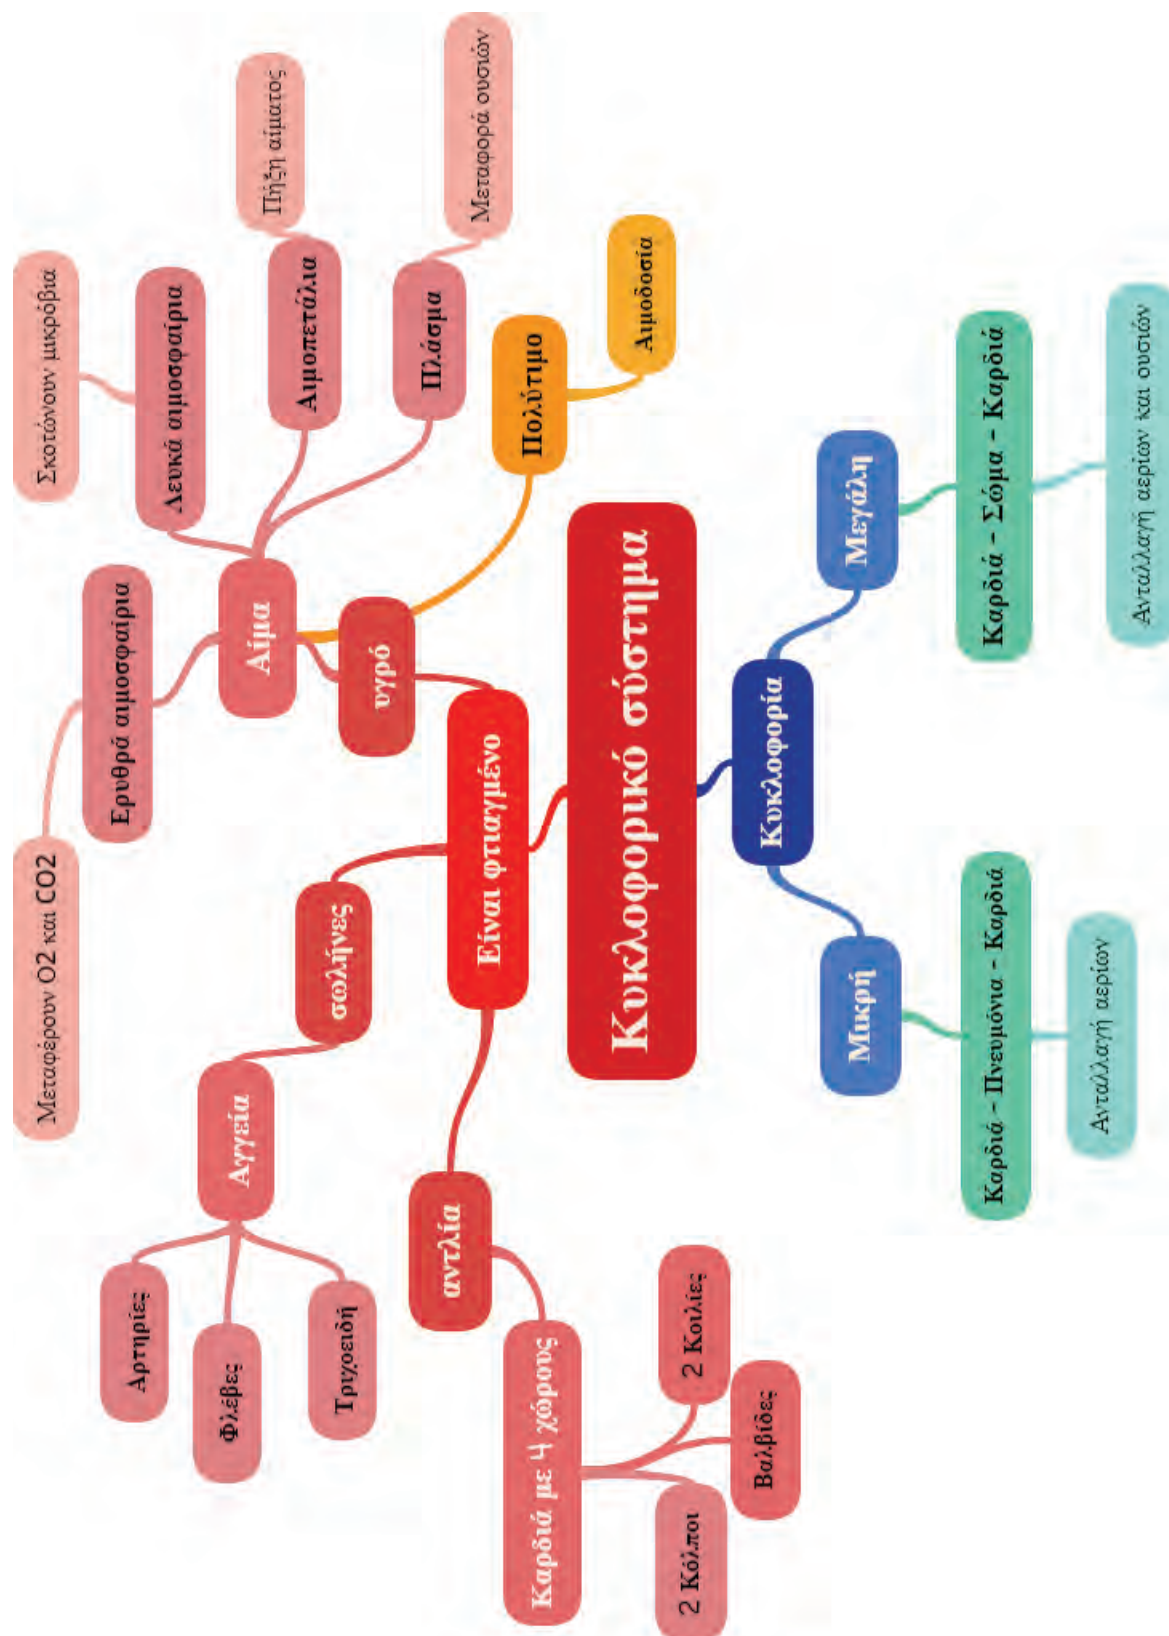 Μεταφέρουν O2 και CO2
Σκοτώνουν μικρόβια
Πήξη αίματος
Μεταφορά ουσιών
Ερυθρά αιμοσφαίρια
Λευκά αιμοσφαίρια
Αιμοπετάλια
Πλάσμα
Αίμα
υγρό
Πολύτιμο
Αιμοδοσία
Αρτηρίες
Φλέβες
Τριχοειδή
Αγγεία
σωλήνες
αντλία
Είναι φτιαγμένο
Καρδιά με 4 χώρους
2 Κόλποι
2 Κοιλίες
Βαλβίδες
Κυκλοφορικό σύστημα
Κυκλοφορία
Μικρή
Μεγάλη
Καρδιά - Πνευμόνια - Καρδιά
Καρδιά - Σώμα - Καρδιά
Ανταλλαγή αερίων
Ανταλλαγή αερίων και ουσιών